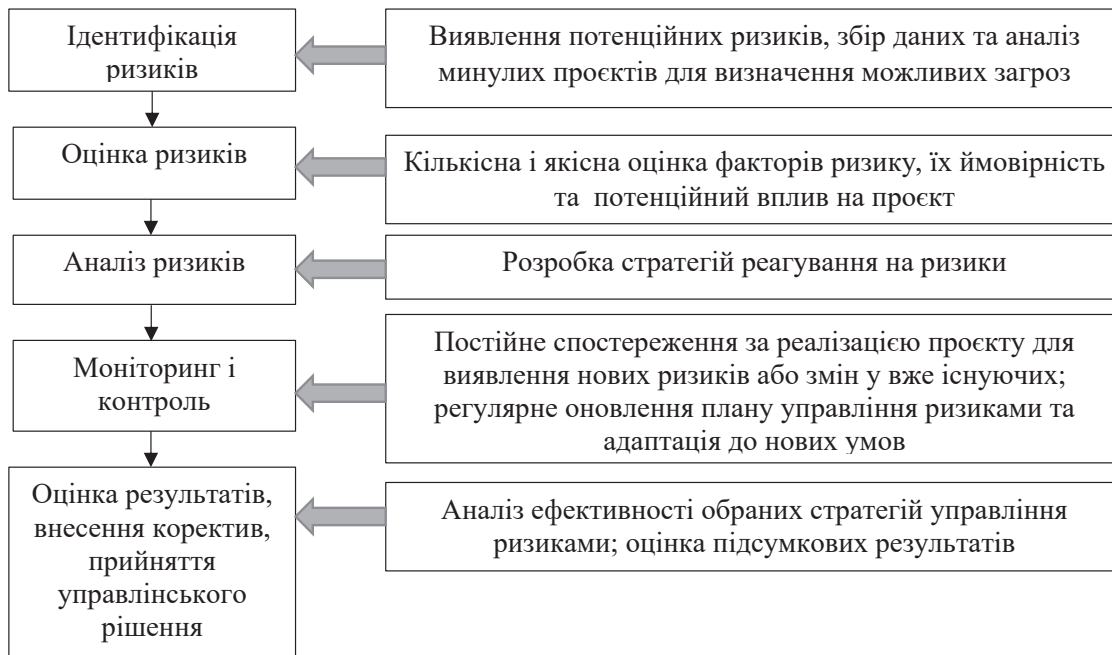 Ідентифікація
ризиків
Виявлення потенційних ризиків, збір даних та аналіз
минулих проєктів для визначення можливих загроз
Оцінка ризиків
Кількісна і якісна оцінка факторів ризику, їх ймовірність
та потенційний вплив на проєкт
Аналіз ризиків
Розробка стратегій реагування на ризики
Моніторинг і
контроль
Постійне спостереження за реалізацією проєкту для
виявлення нових ризиків або змін у вже існуючих;
регулярне оновлення плану управління ризиками та
адаптація до нових умов
Оцінка результатів,
внесення коректив,
прийняття
управлінського
рішення
Аналіз ефективності обраних стратегій управління
ризиками; оцінка підсумкових результатів